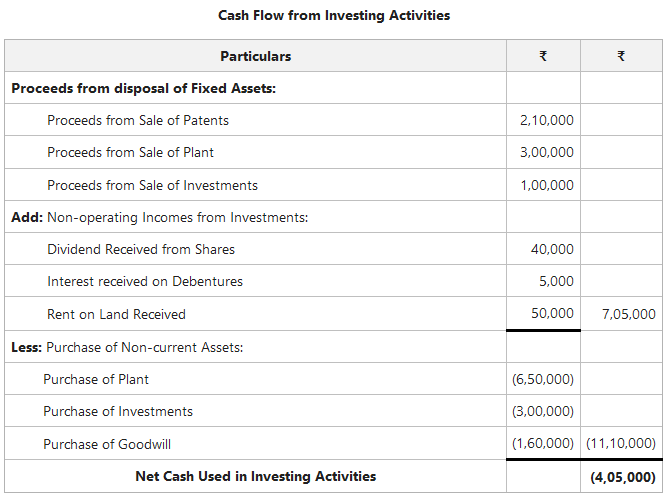 Cash Flow from Investing Activities
Particulars ₹ ₹
Proceeds from disposal of Fixed Assets:
Proceeds from Sale of Patents 2,10,000
Proceeds from Sale of Plant 3,00,000
Proceeds from Sale of Investments 1,00,000
Add: Non-operating Incomes from Investments:
Dividend Received from Shares 40,000
Interest received on Debentures 5,000
Rent on Land Received 50,000 7,05,000
Less: Purchase of Non-current Assets:
Purchase of Plant (6,50,000)
Purchase of Investments (3,00,000)
Purchase of Goodwill (1,60,000) (11,10,000)
Net Cash Used in Investing Activities (4,05,000)